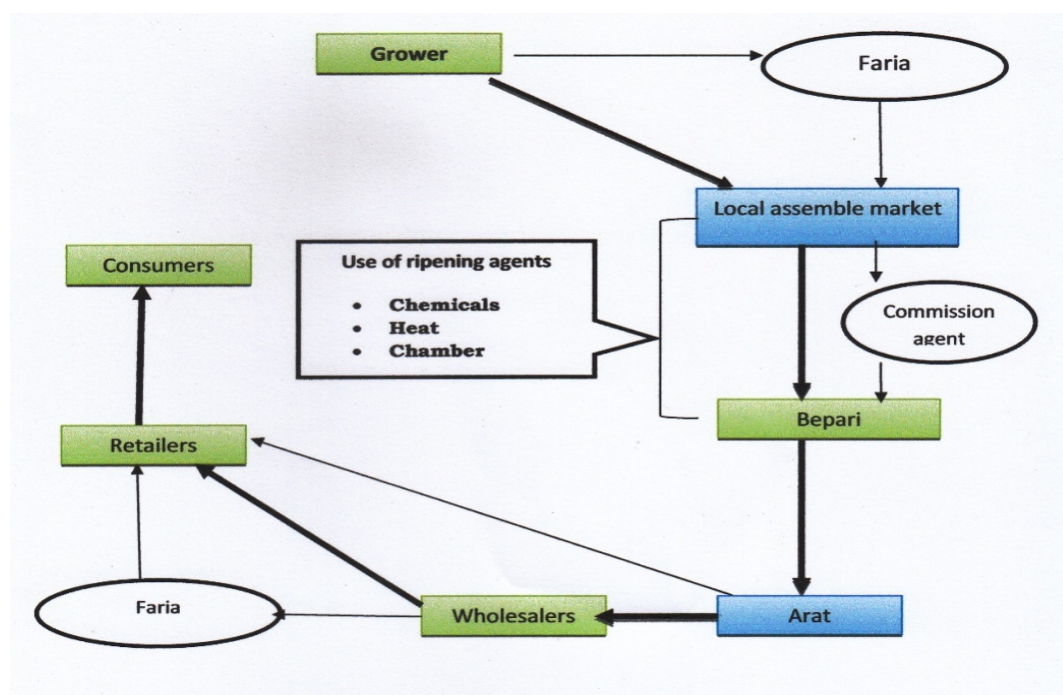 Grower
Faria
Local assemble market
Consumers
Use of ripening agents
• Chemicals
• Heat
• Chamber
Commission
agent
Bepari
Retailers
Faria
Wholesalers
Arat